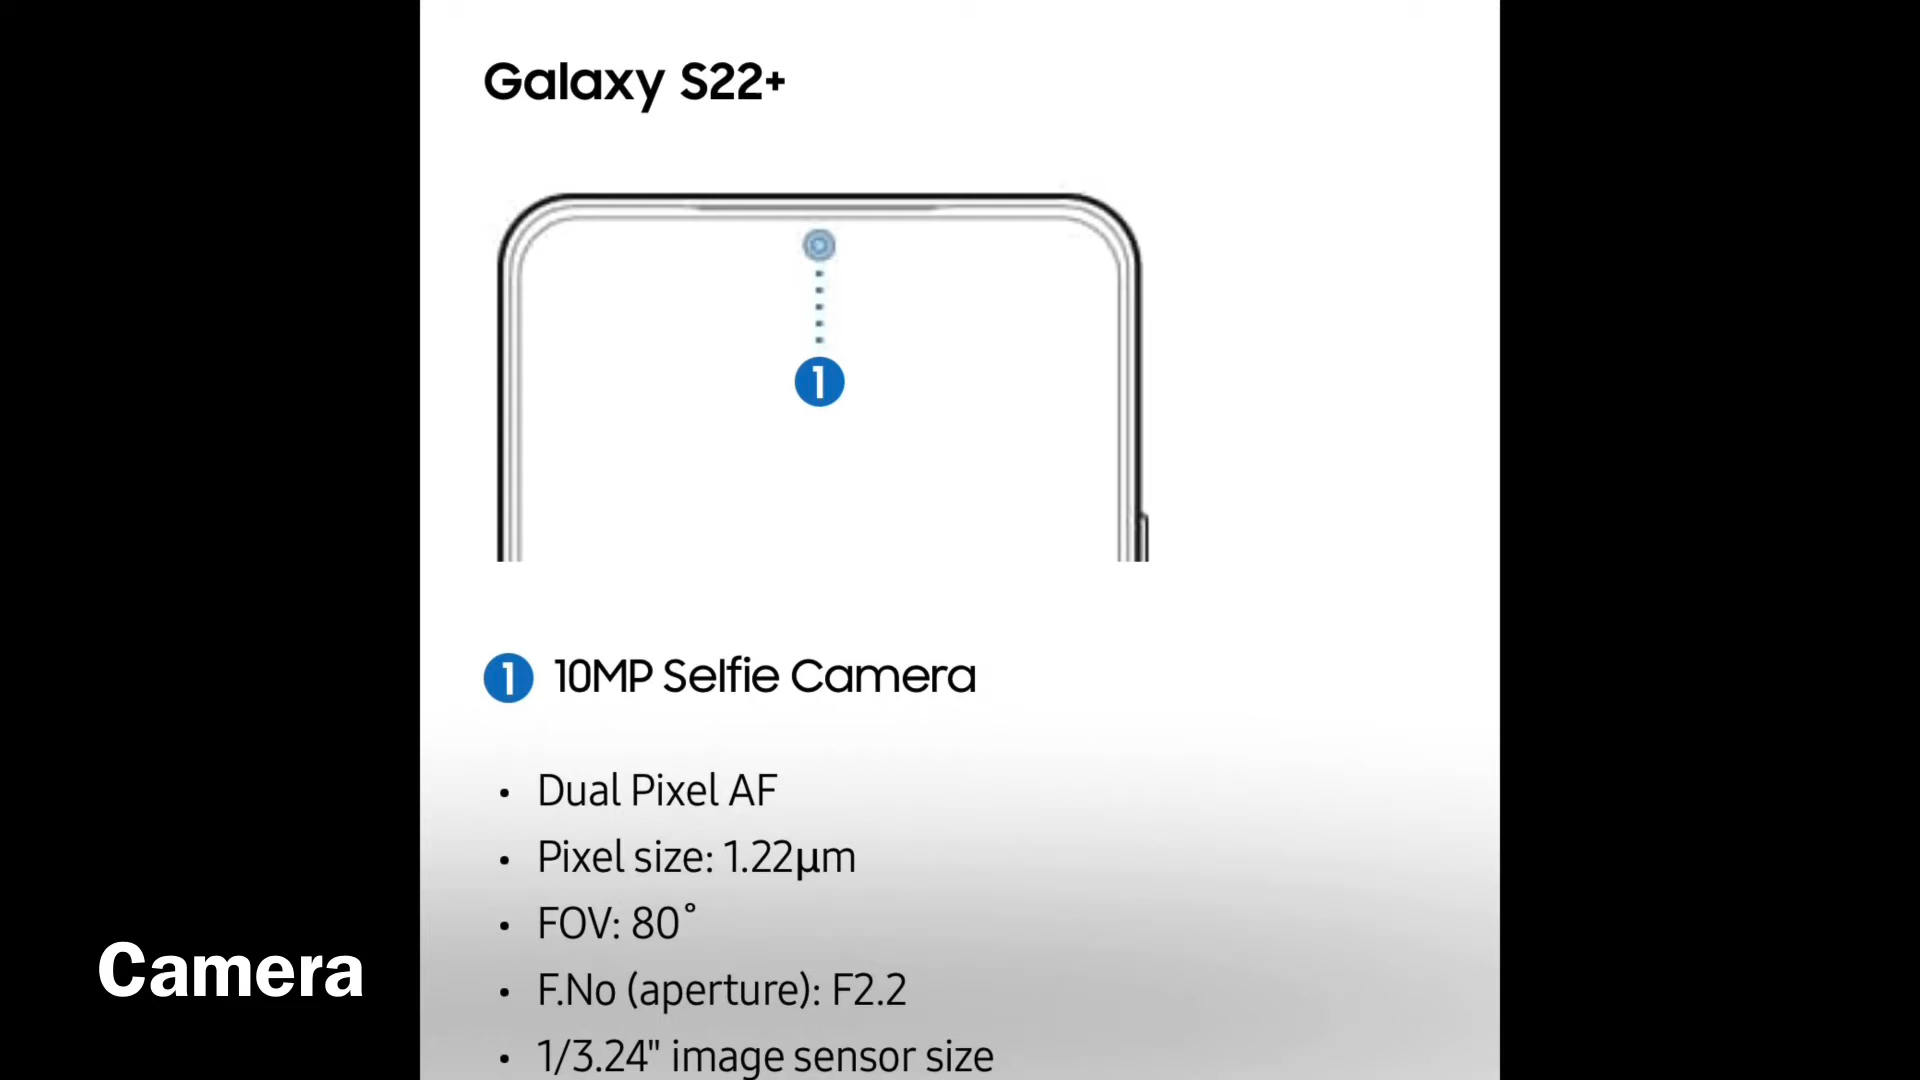 Galaxy S22+
1
1 10MP Selfie Camera
• Dual Pixel AF
• Pixel size: 1.22µm
• FOV: 80˚
• F.No (aperture): F2.2
• 1/3.24" image sensor size
Camera